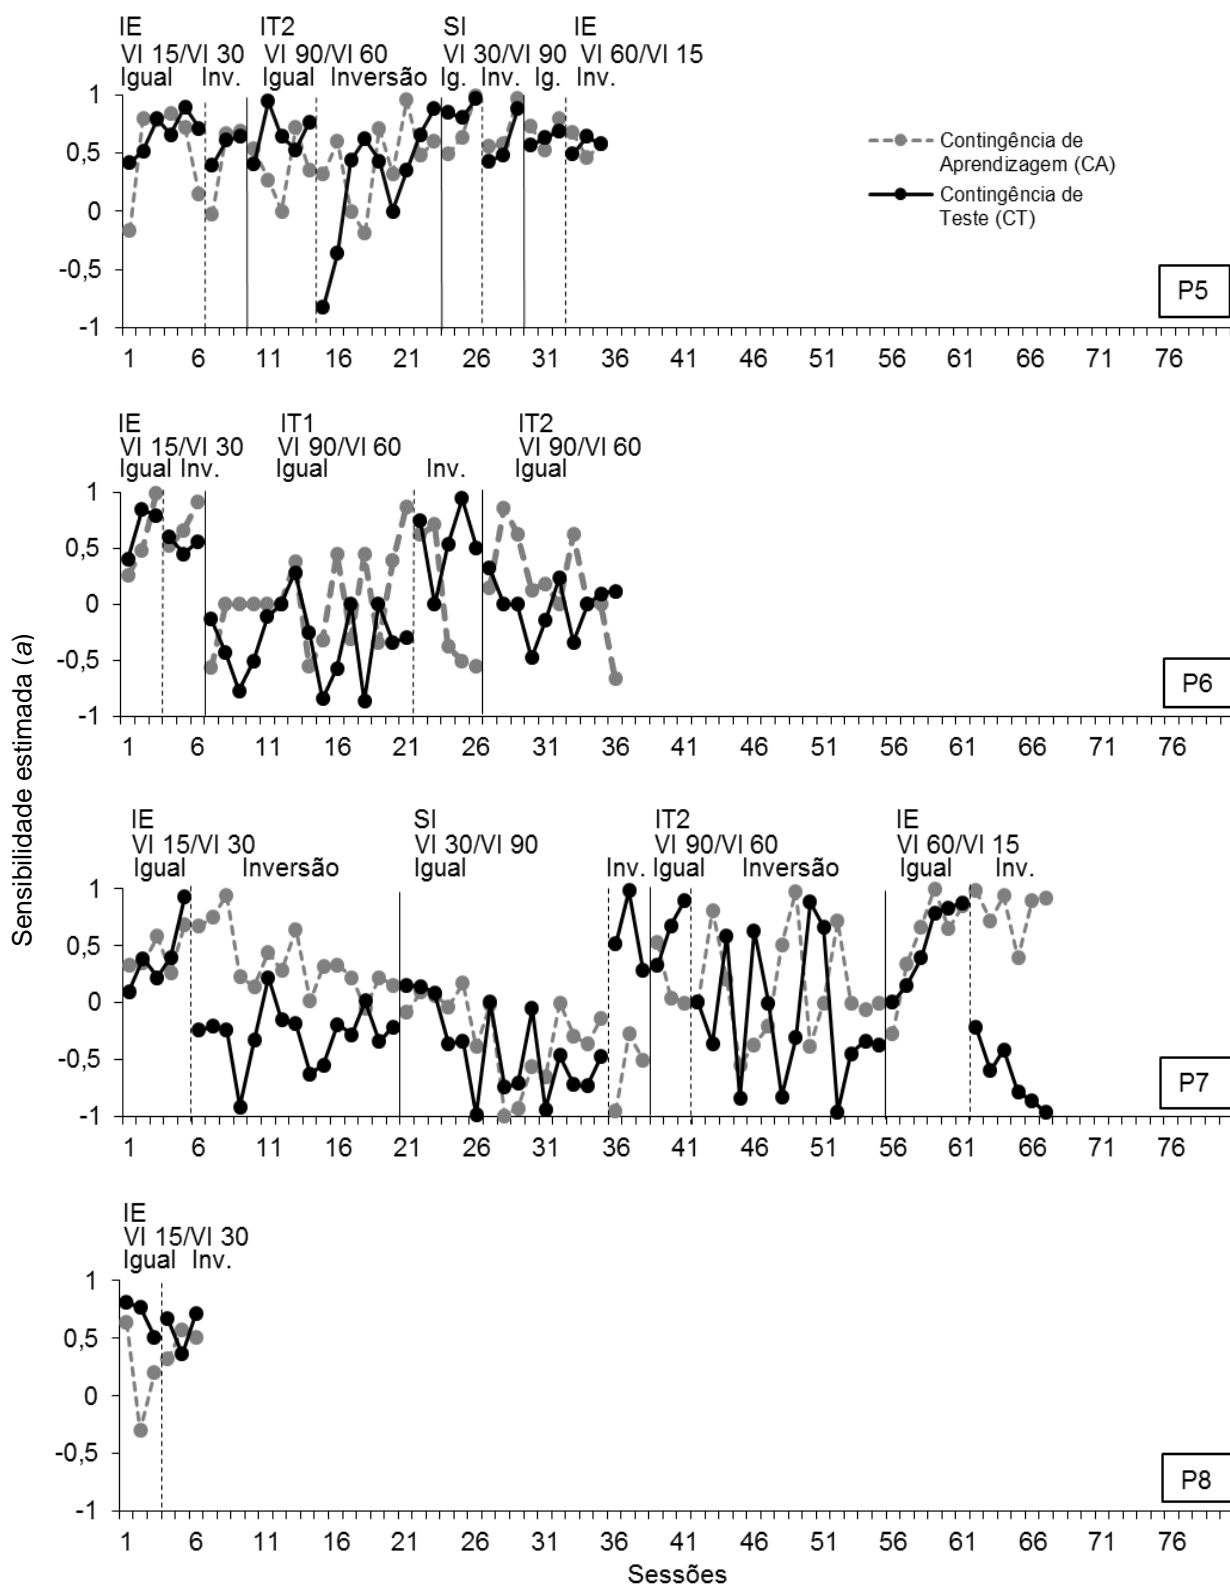 IE IT2 SI IE
VI 15/VI 30 VI 90/VI 60 VI 30/VI 90 VI 60/VI 15
Igual Inv. Igual Inversão Ig. Inv. Ig. Inv.
1
0,5
0
-0,5
-1
Contingência de
Aprendizagem (CA)
Contingência de
Teste (CT)
P5
1 6 11 16 21 26 31 36 41 46 51 56 61 66 71 76
IE IT1 IT2
VI 15/VI 30 VI 90/VI 60 VI 90/VI 60
Igual Inv. Igual Inv. Igual
1
0,5
0
-0,5
-1
P6
1 6 11 16 21 26 31 36 41 46 51 56 61 66 71 76
Sensibilidade estimada (a)
IE SI IT2 IE
VI 15/VI 30 VI 30/VI 90 VI 90/VI 60 VI 60/VI 15
Igual Inversão Igual Inv. Igual Inversão Igual Inv.
1
0,5
0
-0,5
-1
P7
1 6 11 16 21 26 31 36 41 46 51 56 61 66 71 76
IE
VI 15/VI 30
Igual Inv.
1
0,5
0
-0,5
-1
P8
1 6 11 16 21 26 31 36 41 46 51 56 61 66 71 76
Sessões